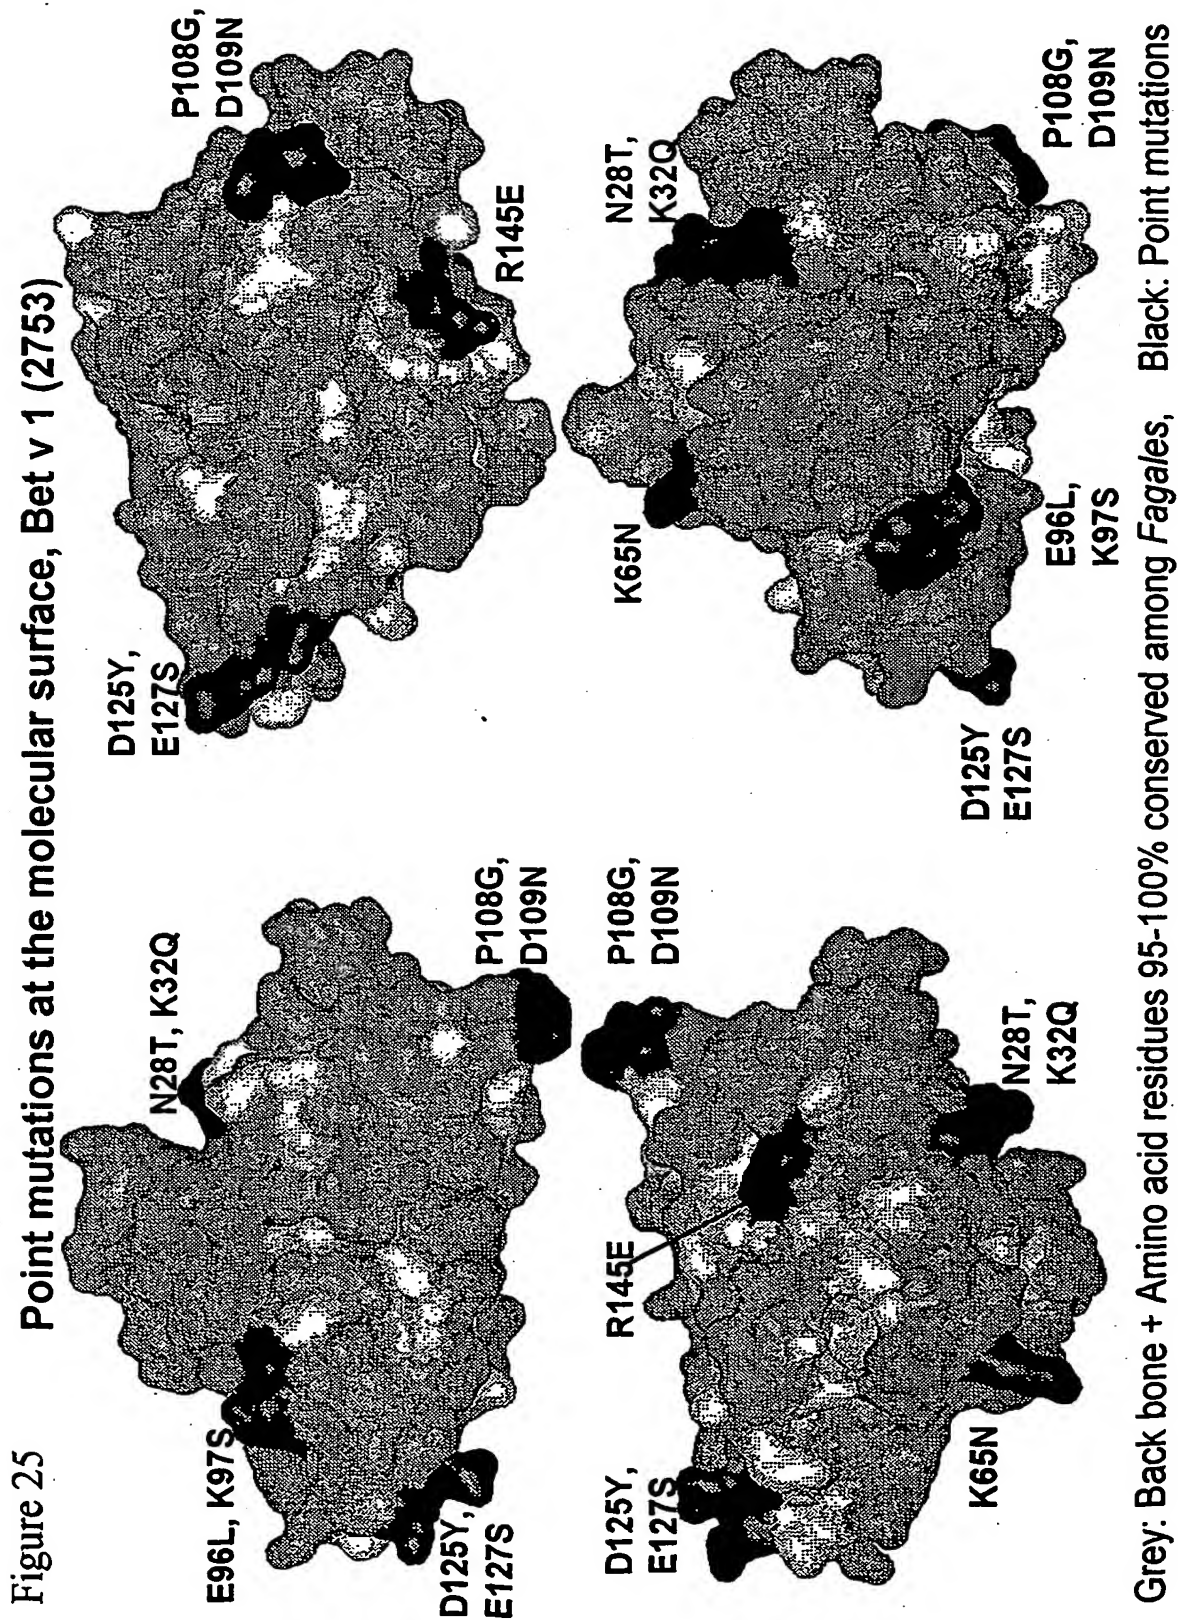 Figure 25
Point mutations at the molecular surface, Bet v 1 (2753)
E96L, K97S
N28T, K32Q
D125Y,
E127S
P108G,
D109N
D125Y,
E127S
P108G,
D109N
R145E
D125Y,
E127S
R145E
P108G,
D109N
K65N
N28T,
K32Q
K65N
N28T,
K32Q
D125Y
E127S
E96L,
K97S
P108G,
D109N
Grey: Back bone + Amino acid residues 95-100% conserved among Fagales, Black: Point mutations